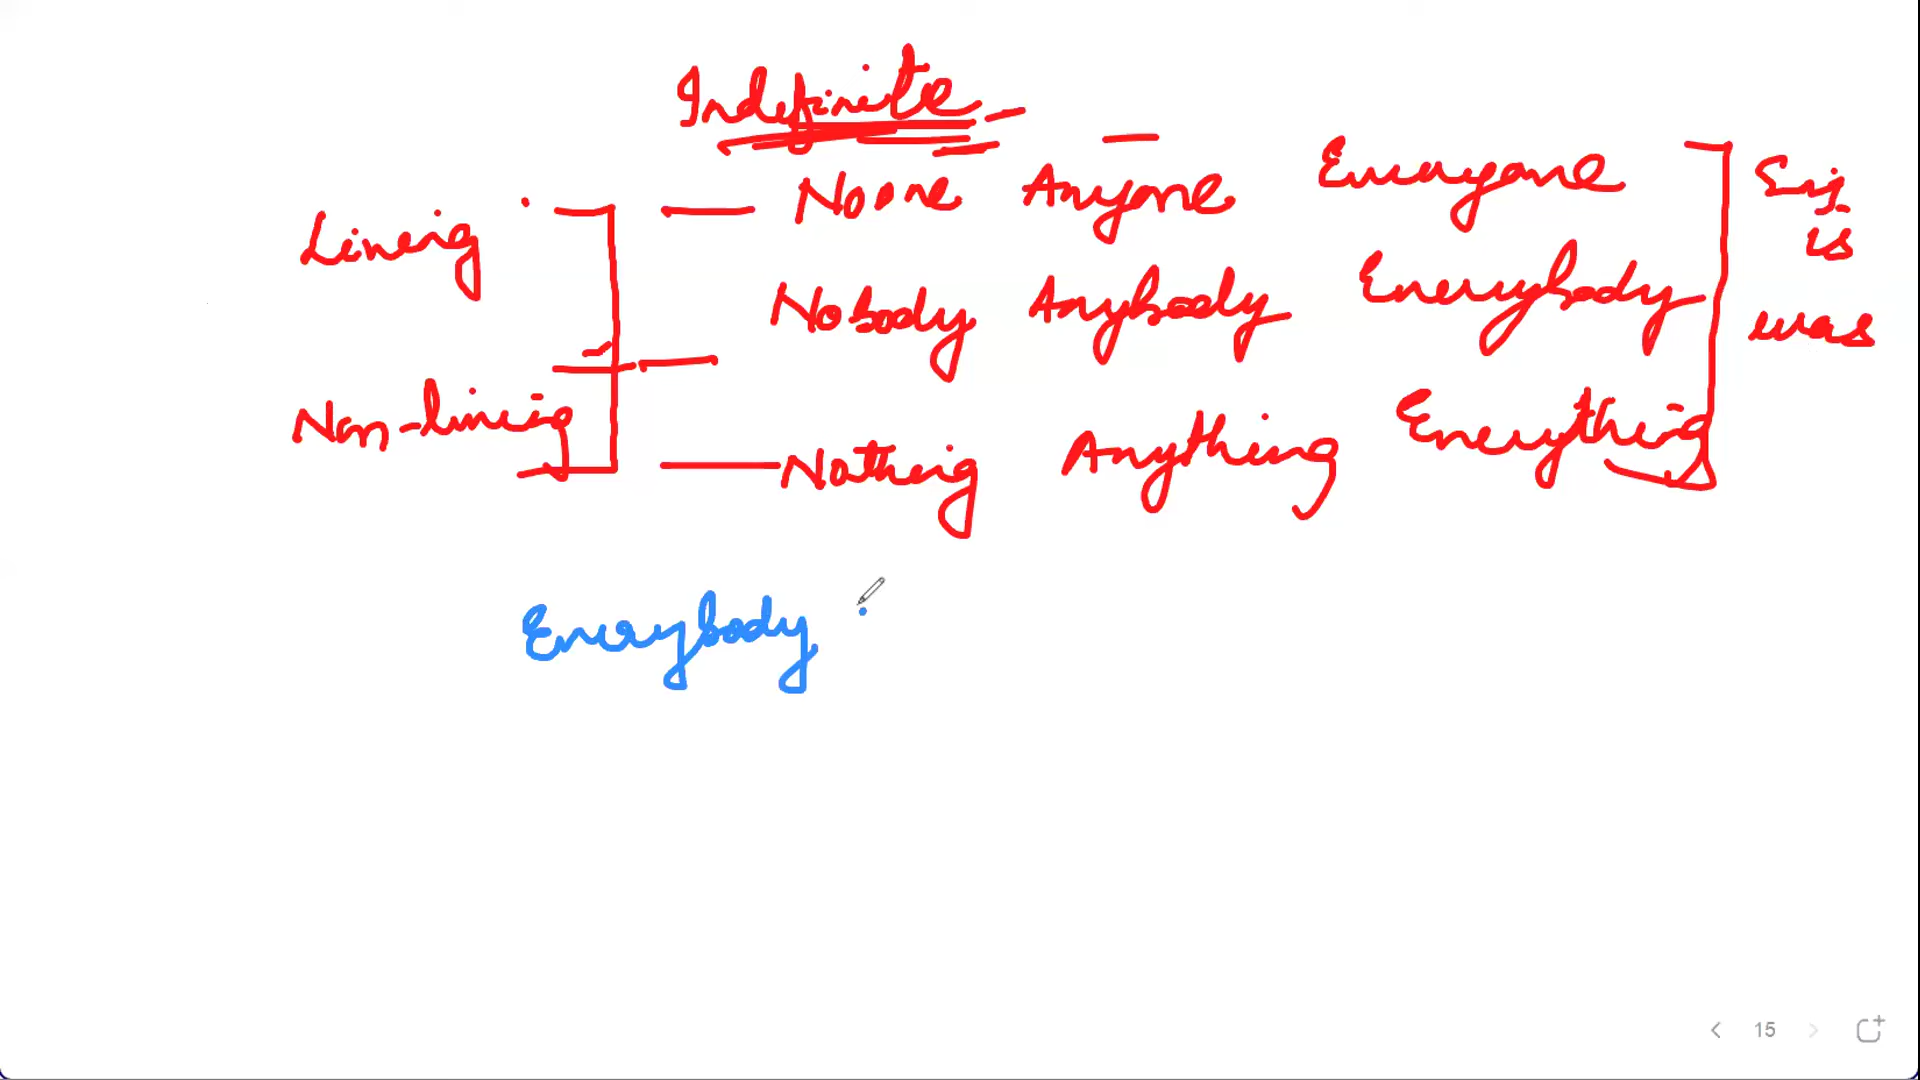 Indefinite
Living — No one Anyone Everyone Sing
is
Nobody Anybody Everybody was
Non-living — Nothing Anything Everything
Everybody
15